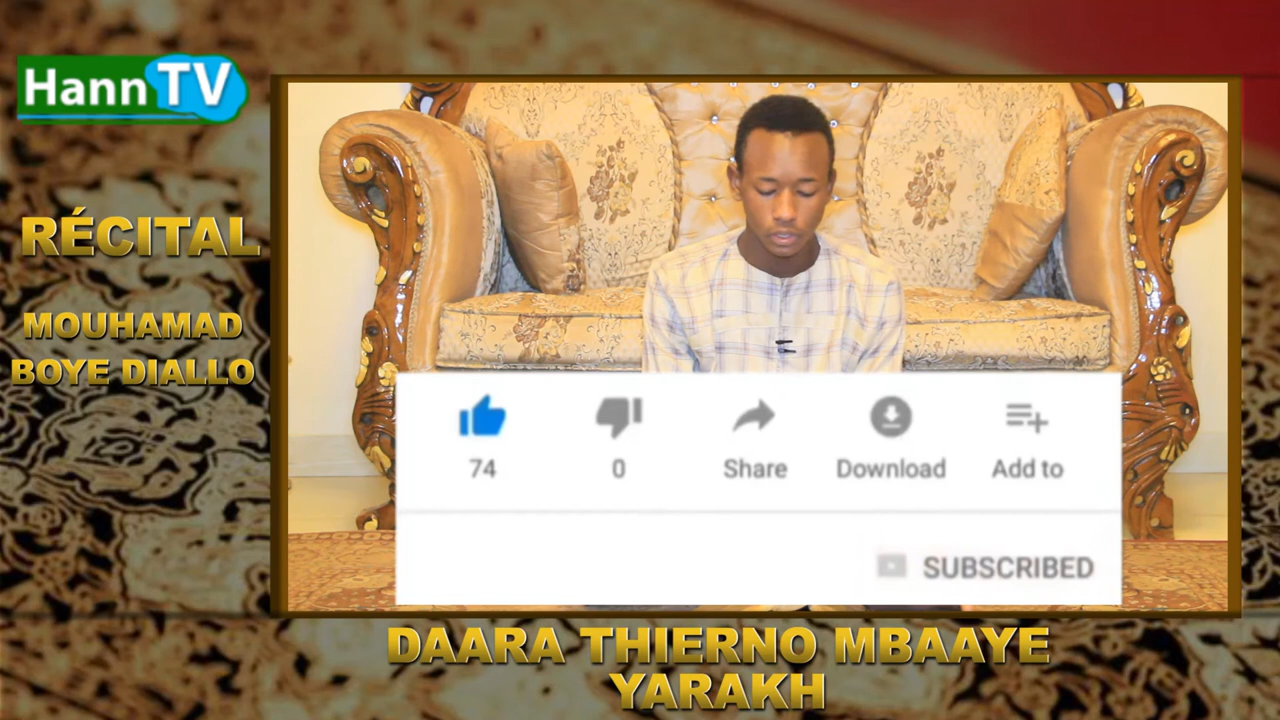 HannTV
RÉCITAL
MOUHAMAD
BOYE DIALLO
74
0
Share
Download
Add to
SUBSCRIBED
DAARA THIERNO MBAAYE
YARAKH